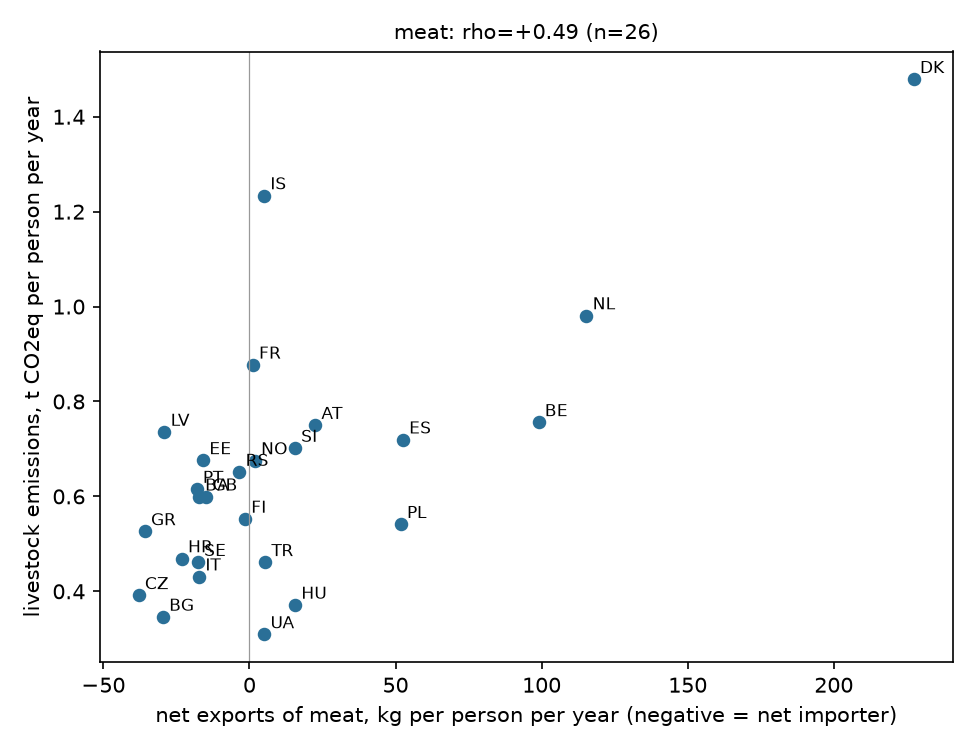 meat: rho=+0.49 (n=26)
livestock emissions, t CO2eq per person per year
1.4
1.2
1.0
0.8
0.6
0.4
DK
IS
NL
FR
BE
AT
LV
ES
SI
EE
NO
RS
PT
BA
GB
PL
FI
GR
HR
SE
TR
IT
CZ
HU
BG
UA
−50
0
50
100
150
200
net exports of meat, kg per person per year (negative = net importer)